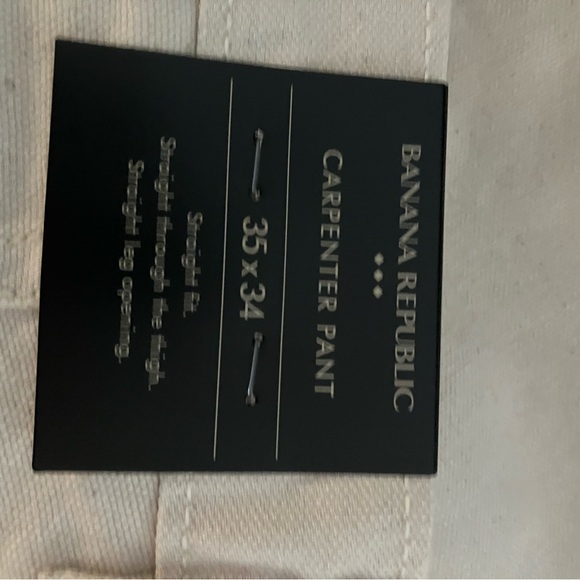 BANANA REPUBLIC
CARPENTER PANT
35 x 34
Straight fit.
Straight through the thigh.
Straight leg opening.